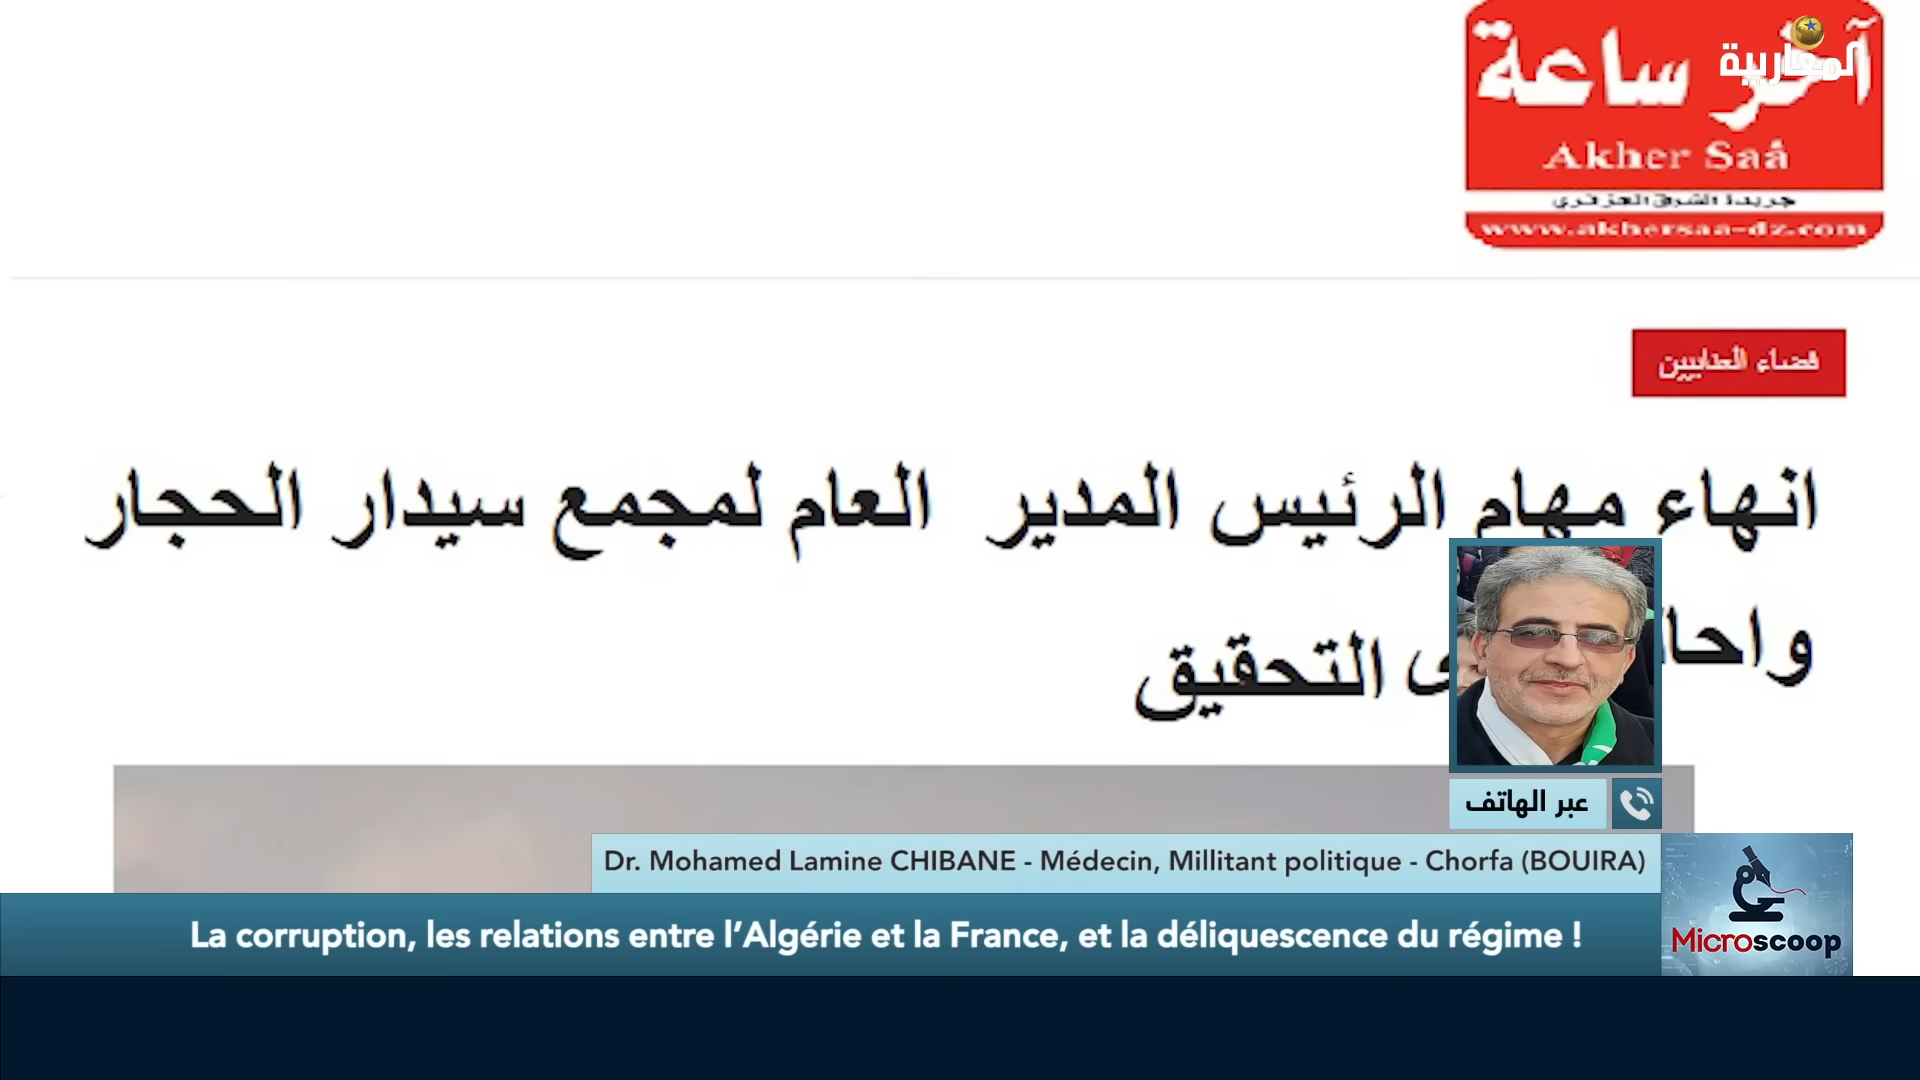 المغاربية
آخر ساعة
Akher Saâ
جريدة الشرق الجزائري
www.akhersaa-dz.com
فضاء العنابيين
انهاء مهام الرئيس المدير العام لمجمع سيدار الحجار
التحقيق
عبر الهاتف
Dr. Mohamed Lamine CHIBANE - Médecin, Millitant politique - Chorfa (BOUIRA)
La corruption, les relations entre l’Algérie et la France, et la déliquescence du régime !
Microscoop